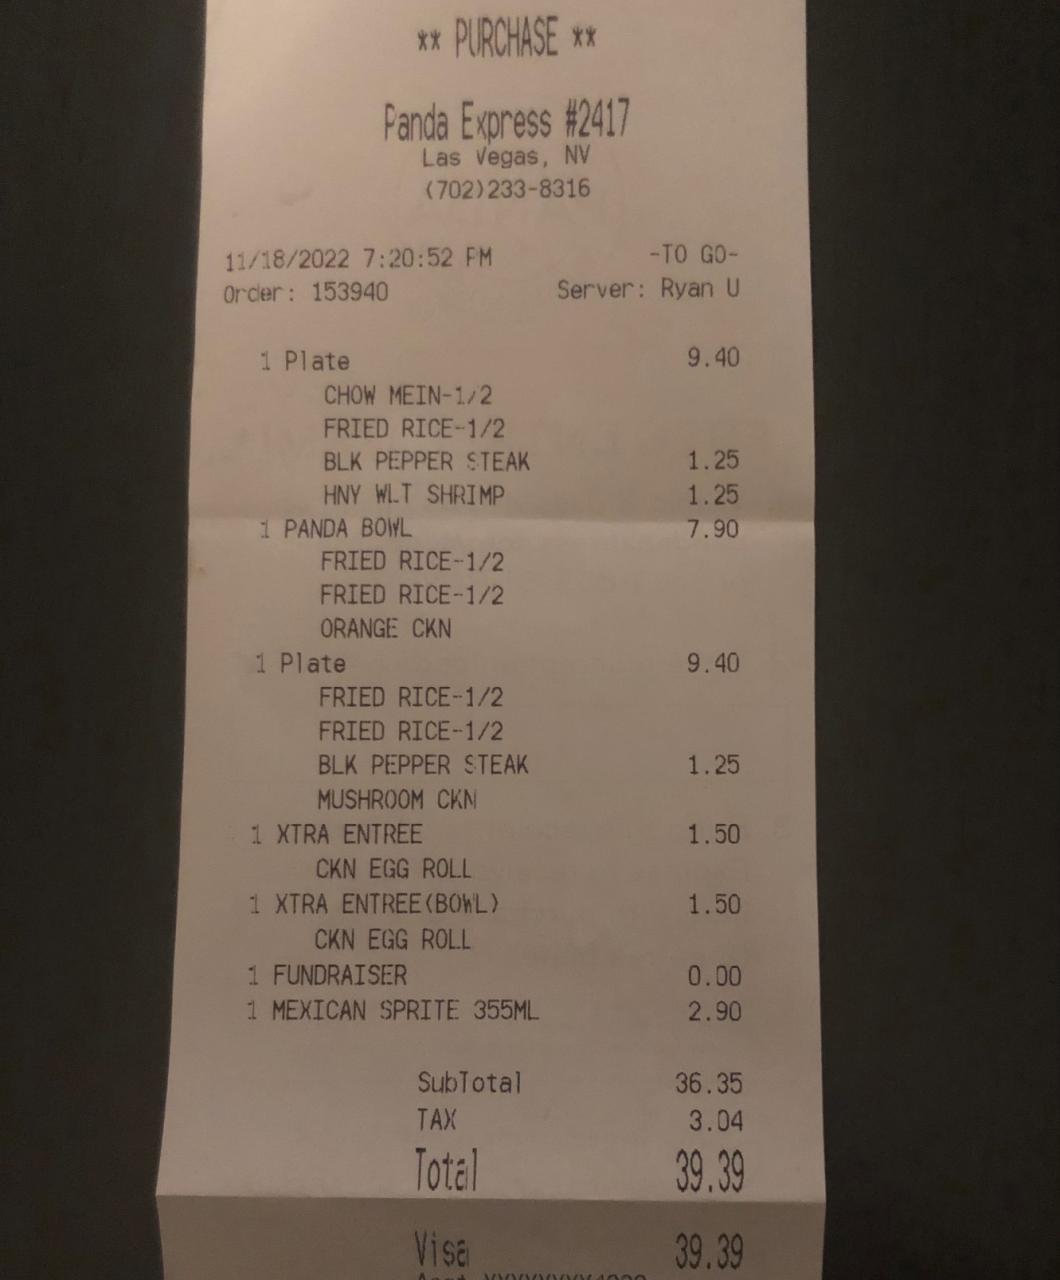 ** PURCHASE **
Panda Express #2417
Las Vegas, NV
(702)233-8316
11/18/2022 7:20:52 PM -TO GO-
Order: 153940 Server: Ryan U
1 Plate 9.40
CHOW MEIN-1/2
FRIED RICE-1/2
BLK PEPPER STEAK 1.25
HNY WLT SHRIMP 1.25
1 PANDA BOWL 7.90
FRIED RICE-1/2
FRIED RICE-1/2
ORANGE CKN
1 Plate 9.40
FRIED RICE-1/2
FRIED RICE-1/2
BLK PEPPER STEAK 1.25
MUSHROOM CKN
1 XTRA ENTREE 1.50
CKN EGG ROLL
1 XTRA ENTREE(BOWL) 1.50
CKN EGG ROLL
1 FUNDRAISER 0.00
1 MEXICAN SPRITE 355ML 2.90
SubTotal 36.35
TAX 3.04
Total 39.39
Visa 39.39